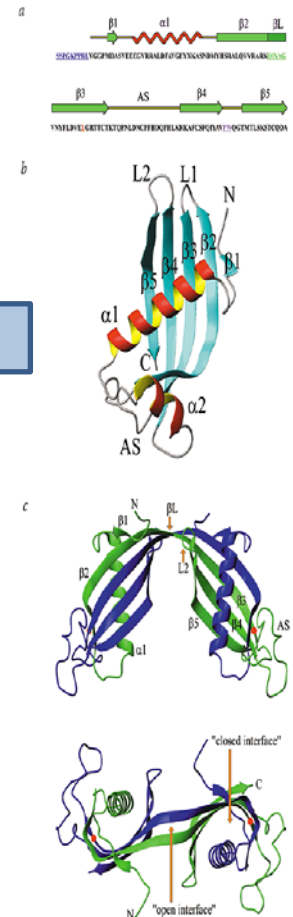 a
β1 α1 β2 βL
β3 AS β4 β5
b
L2 L1 N
β5 β4 β3 β2 β1
α1
C
α2
AS
c
N β1 βL
L2
β2 β3
β5 β4 AS
α1
"closed interface"
C
N "open interface"